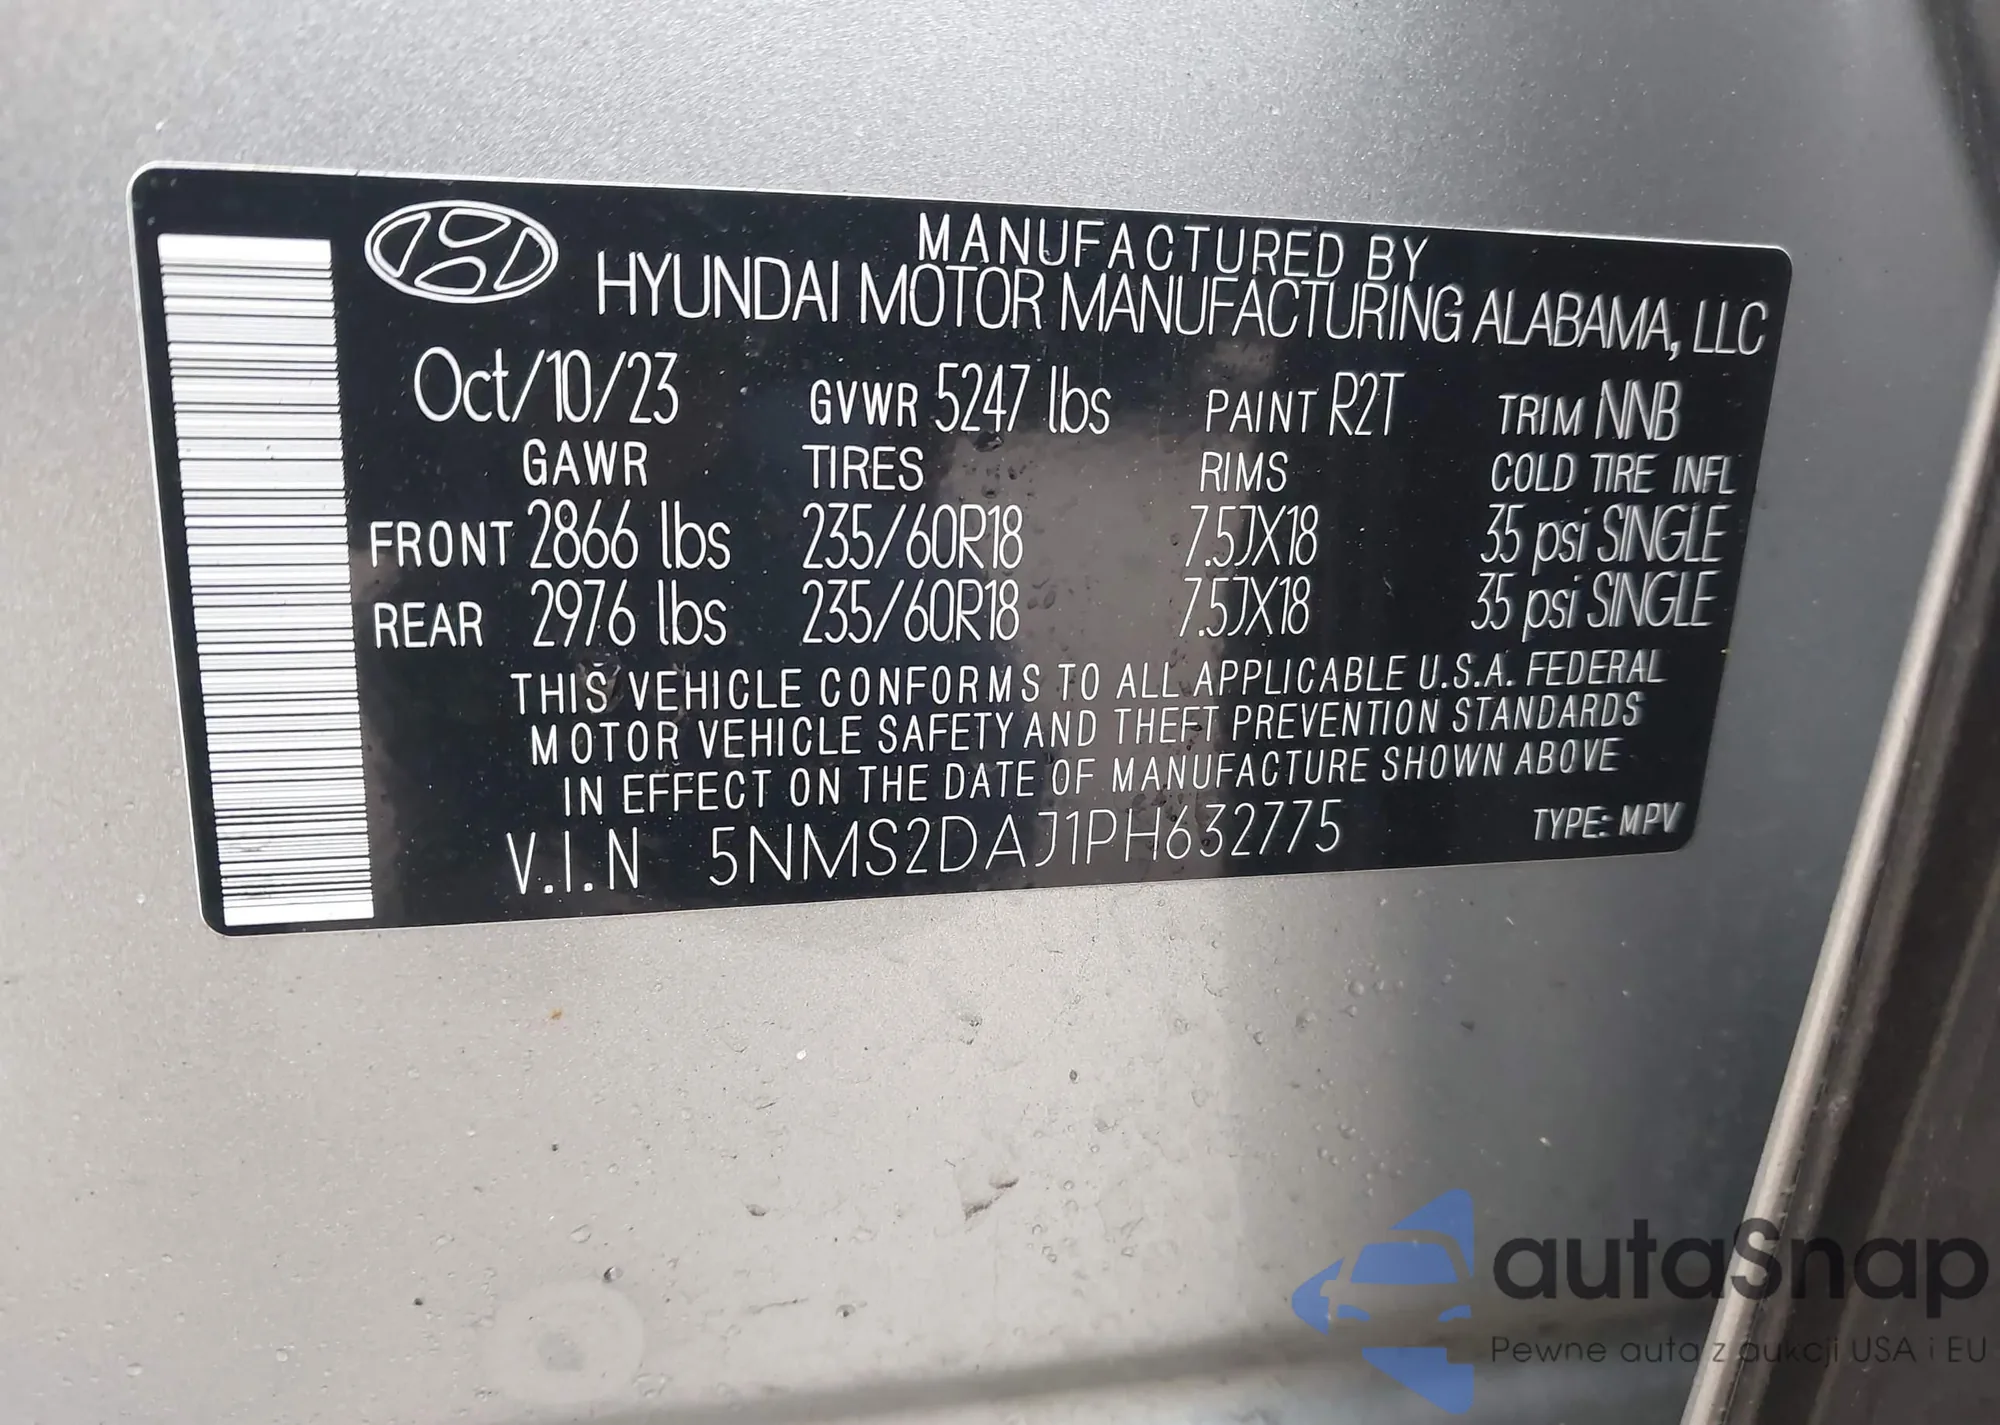 MANUFACTURED BY
HYUNDAI MOTOR MANUFACTURING ALABAMA, LLC
Oct/10/23 GVWR 5247 lbs PAINT R2T TRIM NNB
GAWR TIRES RIMS COLD TIRE INFL
FRONT 2866 lbs 235/60R18 7.5JX18 35 psi SINGLE
REAR 2976 lbs 235/60R18 7.5JX18 35 psi SINGLE
THIS VEHICLE CONFORMS TO ALL APPLICABLE U.S.A. FEDERAL
MOTOR VEHICLE SAFETY AND THEFT PREVENTION STANDARDS
IN EFFECT ON THE DATE OF MANUFACTURE SHOWN ABOVE
V.I.N 5NMS2DAJ1PH632775 TYPE: MPV
autaSnap
Pewne auta z aukcji USA i EU